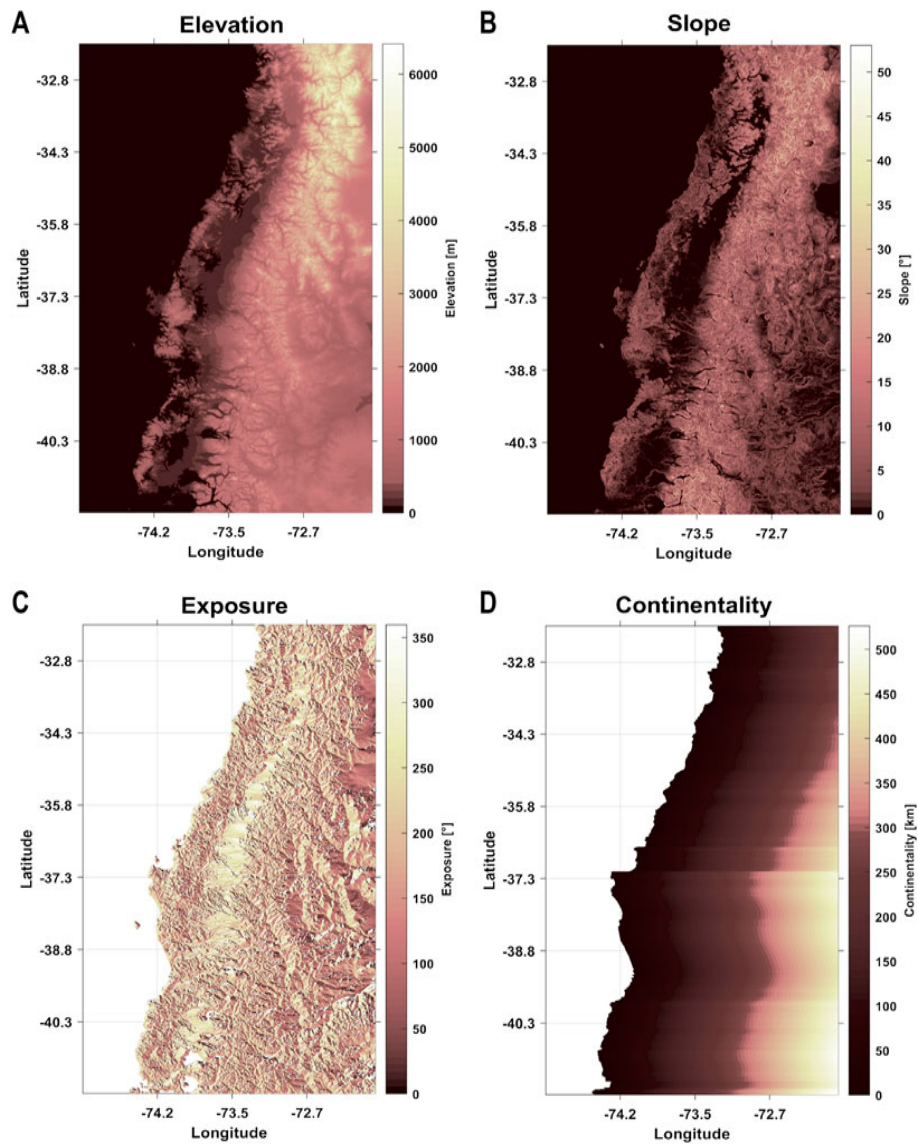 A
Elevation
-32.8
-34.3
-35.8
-37.3
-38.8
-40.3
Latitude
-74.2 -73.5 -72.7
Longitude
6000
5000
4000
3000
2000
1000
0
Elevation [m]
B
Slope
-32.8
-34.3
-35.8
-37.3
-38.8
-40.3
Latitude
-74.2 -73.5 -72.7
Longitude
50
45
40
35
30
25
20
15
10
5
0
Slope [°]
C
Exposure
-32.8
-34.3
-35.8
-37.3
-38.8
-40.3
Latitude
-74.2 -73.5 -72.7
Longitude
350
300
250
200
150
100
50
0
Exposure [°]
D
Continentality
-32.8
-34.3
-35.8
-37.3
-38.8
-40.3
Latitude
-74.2 -73.5 -72.7
Longitude
500
450
400
350
300
250
200
150
100
50
0
Continentality [km]